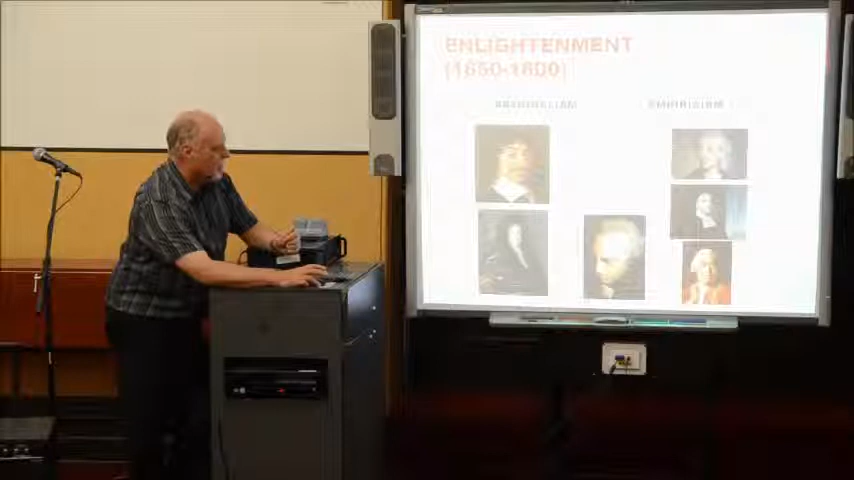 ENLIGHTENMENT
(1650-1800)
RATIONALISM
EMPIRICISM